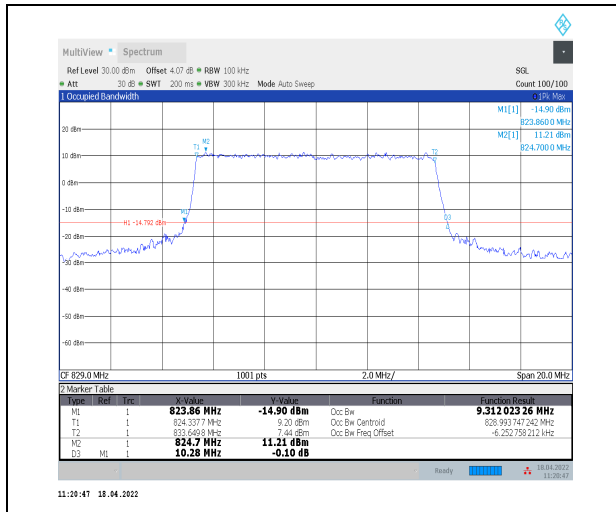 MultiView Spectrum
Ref Level 30.00 dBm Offset 4.07 dB RBW 100 kHz SGL
Att 30 dB SWT 200 ms VBW 300 kHz Mode Auto Sweep Count 100/100
1 Occupied Bandwidth 1Pk Max
M1[1] -14.90 dBm
823.8600 MHz
M2[1] 11.21 dBm
824.7000 MHz
20 dBm
T1 M2 T2
10 dBm
0 dBm
-10 dBm
M1 D3
H1 -14.792 dBm
-20 dBm
-30 dBm
-40 dBm
-50 dBm
-60 dBm
CF 829.0 MHz 1001 pts 2.0 MHz/ Span 20.0 MHz
2 Marker Table
Type Ref Trc X-Value Y-Value Function Function Result
M1 1 823.86 MHz -14.90 dBm Occ Bw 9.312 023 26 MHz
T1 1 824.3377 MHz 9.20 dBm Occ Bw Centroid 828.993 747 242 MHz
T2 1 833.6498 MHz 7.44 dBm Occ Bw Freq Offset -6.252 758 212 kHz
M2 1 824.7 MHz 11.21 dBm
D3 M1 1 10.28 MHz -0.10 dB
Ready 18.04.2022
11:20:47
11:20:47 18.04.2022